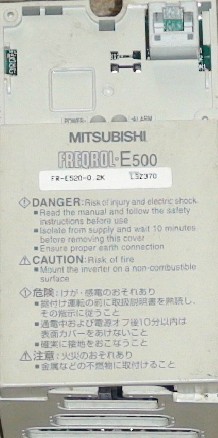 POWER ALARM
MITSUBISHI
FREQROL-E500
FR-E520-0.2K LSZ370
DANGER: Risk of injury and electric shock
■ Read the manual and follow the safety
instructions before use
■ Isolate from supply and wait 10 minutes
before removing this cover
■ Ensure proper earth connection
CAUTION: Risk of fire
■ Mount the inverter on a non-combustible
surface
危険:けが・感電のおそれあり
■据付け運転の前に取扱説明書を熟読し、
その指示に従うこと
■通電中および電源オフ後10分以内は
表面カバーをあけないこと
■確実に接地をおこなうこと
注意:火災のおそれあり
■金属などの不燃物に取付けること